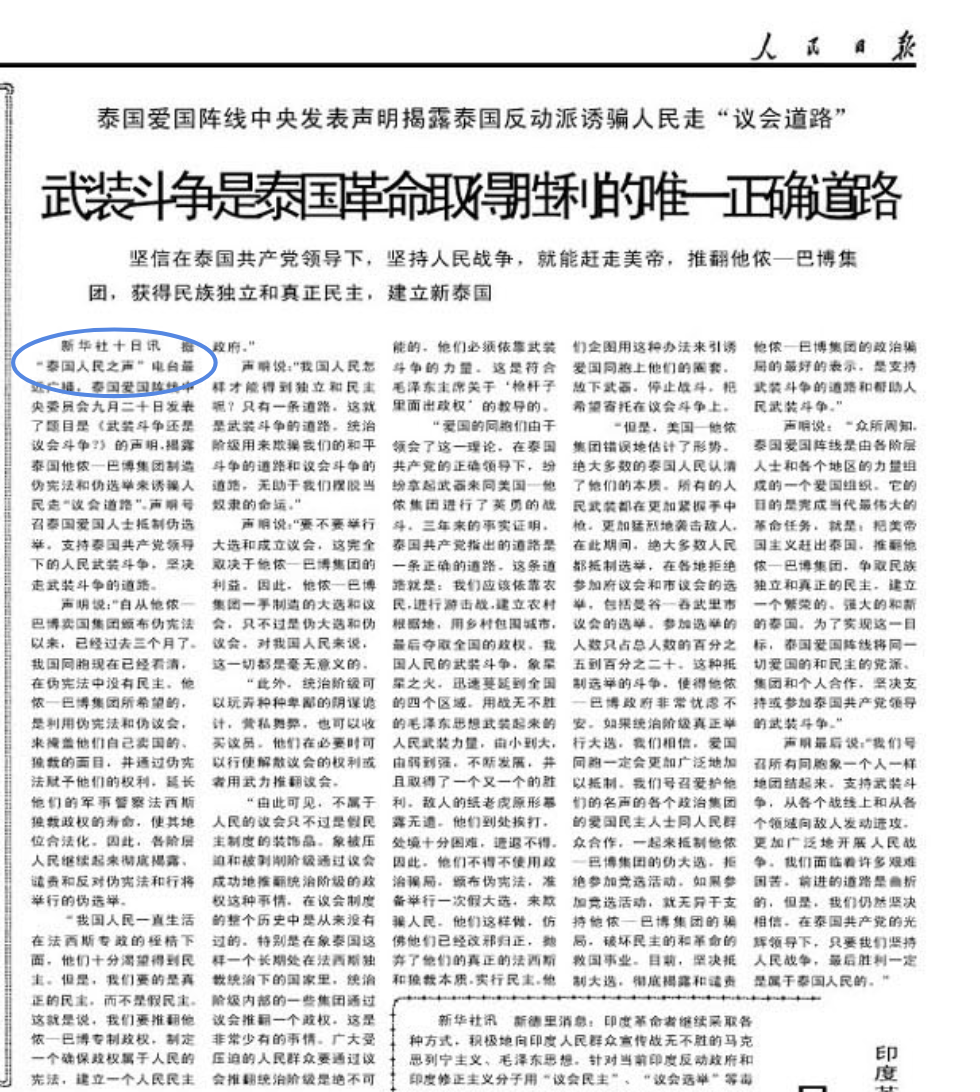 人民日报
泰国爱国阵线中央发表声明揭露泰国反动派诱骗人民走“议会道路”
武装斗争是泰国革命取得胜利的唯一正确道路
坚信在泰国共产党领导下，坚持人民战争，就能赶走美帝，推翻他侬—巴博集
团，获得民族独立和真正民主，建立新泰国
新华社十日讯　据
“泰国人民之声”电台最
近广播，泰国爱国阵线中
央委员会九月二十日发表
了题目是《武装斗争还是
议会斗争？》的声明，揭露
泰国他侬—巴博集团制造
伪宪法和伪选举来诱骗人
民走“议会道路”。声明号
召泰国爱国人士抵制伪选
举，支持泰国共产党领导
下的人民武装斗争，坚决
走武装斗争的道路。
声明说：“自从他侬—
巴博卖国集团颁布伪宪法
以来，已经过去三个月了。
我国同胞现在已经看清，
在伪宪法中没有民主。他
侬—巴博集团所希望的，
是利用伪宪法和伪议会，
来掩盖他们自己卖国的、
独裁的面目，并通过伪宪
法赋予他们的权利，延长
他们的军事警察法西斯
独裁政权的寿命，使其地
位合法化。因此，各阶层
人民继续起来彻底揭露、
谴责和反对伪宪法和行将
举行的伪选举。
“我国人民一直生活
在法西斯专政的桎梏下
面，他们十分渴望得到民
主。但是，我们要的是真
正的民主，而不是假民主。
这就是说，我们要推翻他
侬—巴博专制政权，制定
一个确保政权属于人民的
宪法，建立一个人民民主
政府。”
声明说：“我国人民怎
样才能得到独立和民主
呢？只有一条道路，这就
是武装斗争的道路。统治
阶级用来欺骗我们的和平
斗争的道路和议会斗争的
道路，无助于我们摆脱当
奴隶的命运。”
声明说：“要不要举行
大选和成立议会，这完全
取决于他侬—巴博集团的
利益。因此，他侬—巴博
集团一手制造的大选和议
会，只不过是伪大选和伪
议会。对我国人民来说，
这一切都是毫无意义的。
“此外，统治阶级可
以玩弄种种卑鄙的阴谋诡
计，营私舞弊，也可以收
买议员。他们在必要时可
以行使解散议会的权利或
者用武力推翻议会。
“由此可见，不属于
人民的议会只不过是假民
主制度的装饰品。象被压
迫和被剥削阶级通过议会
成功地推翻统治阶级的政
权这种事情，在议会制度
的整个历史中是从来没有
过的。特别是在象泰国这
样一个长期处在法西斯独
裁统治下的国家里，统治
阶级内部的一些集团通过
议会推翻一个政权，这是
非常少有的事情。广大受
压迫的人民群众要通过议
会推翻统治阶级是绝不可
能的。他们必须依靠武装
斗争的力量。这是符合
毛泽东主席关于‘枪杆子
里面出政权’的教导的。
“爱国的同胞们由于
领会了这一理论，在泰国
共产党的正确领导下，纷
纷拿起武器来同美国—他
侬集团进行了英勇的战
斗。三年来的事实证明，
泰国共产党指出的道路是
一条正确的道路。这条道
路就是：我们应该依靠农
民，进行游击战，建立农村
根据地，用乡村包围城市，
最后夺取全国的政权。我
国人民的武装斗争，象星
星之火，迅速蔓延到全国
的四个区域。用战无不胜
的毛泽东思想武装起来的
人民武装力量，由小到大，
由弱到强，不断发展，并
且取得了一个又一个的胜
利。敌人的纸老虎原形暴
露无遗。他们到处挨打，
处境十分困难，进退不得。
因此，他们不得不使用政
治骗局，颁布伪宪法，准
备举行一次假大选，来欺
骗人民。他们这样做，仿
佛他们已经改邪归正，抛
弃了他们的真正的法西斯
和独裁本质，实行民主。他
们企图用这种办法来引诱
爱国同胞上他们的圈套，
放下武器，停止战斗，把
希望寄托在议会斗争上。
“但是，美国—他侬
集团错误地估计了形势。
绝大多数的泰国人民认清
了他们的本质。所有的人
民武装都在更加紧握手中
枪，更加猛烈地袭击敌人。
在此期间，绝大多数人民
都抵制选举，在各地拒绝
参加府议会和市议会的选
举，包括曼谷—吞武里市
议会的选举。参加选举的
人数只占总人数的百分之
五到百分之二十。这种抵
制选举的斗争，使得他侬
—巴博政府非常忧虑不
安。如果统治阶级真正举
行大选，我们相信，爱国
同胞一定会更加广泛地加
以抵制。我们号召爱护他
们的名声的各个政治集团
的爱国民主人士同人民群
众合作，一起来抵制他侬
—巴博集团的伪大选，拒
绝参加竞选活动。如果参
加竞选活动，就无异于支
持他侬—巴博集团的骗
局，破坏民主的和革命的
救国事业。目前，坚决抵
制大选，彻底揭露和谴责
他侬—巴博集团的政治骗
局的最好的表示，是支持
武装斗争的道路和帮助人
民武装斗争。”
声明说：“众所周知，
泰国爱国阵线是由各阶层
人士和各个地区的力量组
成的一个爱国组织。它的
目的是完成当代最伟大的
革命任务，就是：把美帝
国主义赶出泰国，推翻他
侬—巴博集团，争取民族
独立和真正的民主，建立
一个繁荣的、强大的和新
的泰国。为了实现这一目
标，泰国爱国阵线将同一
切爱国的和民主的党派、
集团和个人合作，坚决支
持或参加泰国共产党领导
的武装斗争。”
声明最后说：“我们号
召所有同胞象一个人一样
地团结起来，支持武装斗
争，从各个战线上和从各
个领域向敌人发动进攻，
更加广泛地开展人民战
争。我们面临着许多艰难
困苦，前进的道路是曲折
的，但是，我们仍然坚决
相信，在泰国共产党的光
辉领导下，只要我们坚持
人民战争，最后胜利一定
是属于泰国人民的。”
新华社讯　新德里消息：印度革命者继续采取各
种方式，积极地向印度人民群众宣传战无不胜的马克
思列宁主义、毛泽东思想，针对当前印度反动政府和
印度修正主义分子用“议会民主”、“议会选举”等毒
印度